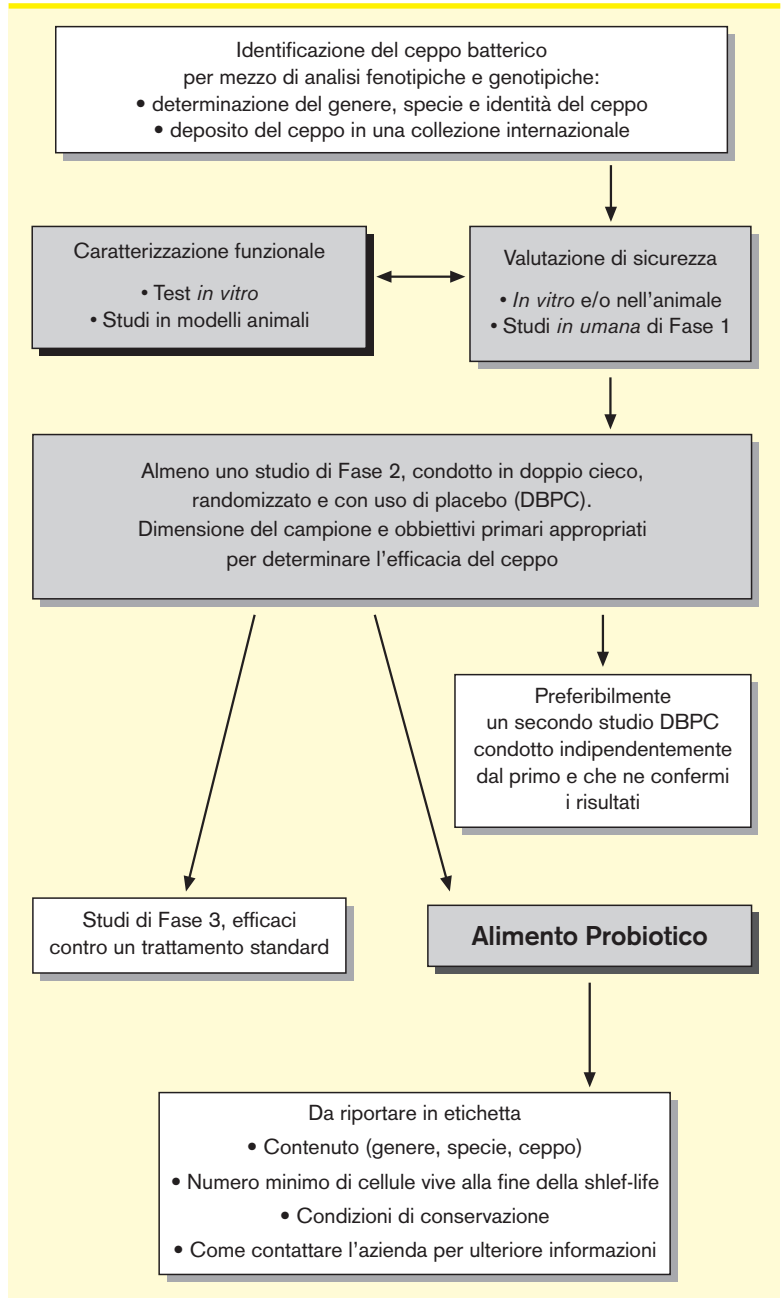 Identificazione del ceppo batterico
per mezzo di analisi fenotipiche e genotipiche:
• determinazione del genere, specie e identità del ceppo
• deposito del ceppo in una collezione internazionale
Caratterizzazione funzionale
• Test in vitro
• Studi in modelli animali
Valutazione di sicurezza
• In vitro e/o nell'animale
• Studi in umana di Fase 1
Almeno uno studio di Fase 2, condotto in doppio cieco,
randomizzato e con uso di placebo (DBPC).
Dimensione del campione e obbiettivi primari appropriati
per determinare l'efficacia del ceppo
Preferibilmente
un secondo studio DBPC
condotto indipendentemente
dal primo e che ne confermi
i risultati
Studi di Fase 3, efficaci
contro un trattamento standard
Alimento Probiotico
Da riportare in etichetta
• Contenuto (genere, specie, ceppo)
• Numero minimo di cellule vive alla fine della shlef-life
• Condizioni di conservazione
• Come contattare l'azienda per ulteriore informazioni